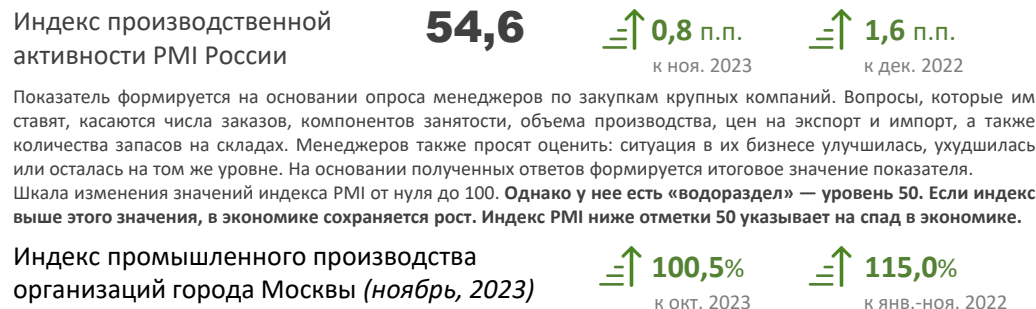 Индекс производственной
активности PMI России
54,6
0,8 п.п.
к ноя. 2023
1,6 п.п.
к дек. 2022
Показатель формируется на основании опроса менеджеров по закупкам крупных компаний. Вопросы, которые им
ставят, касаются числа заказов, компонентов занятости, объема производства, цен на экспорт и импорт, а также
количества запасов на складах. Менеджеров также просят оценить: ситуация в их бизнесе улучшилась, ухудшилась
или осталась на том же уровне. На основании полученных ответов формируется итоговое значение показателя.
Шкала изменения значений индекса PMI от нуля до 100. Однако у нее есть «водораздел» — уровень 50. Если индекс
выше этого значения, в экономике сохраняется рост. Индекс PMI ниже отметки 50 указывает на спад в экономике.
Индекс промышленного производства
организаций города Москвы (ноябрь, 2023)
100,5%
к окт. 2023
115,0%
к янв.-ноя. 2022